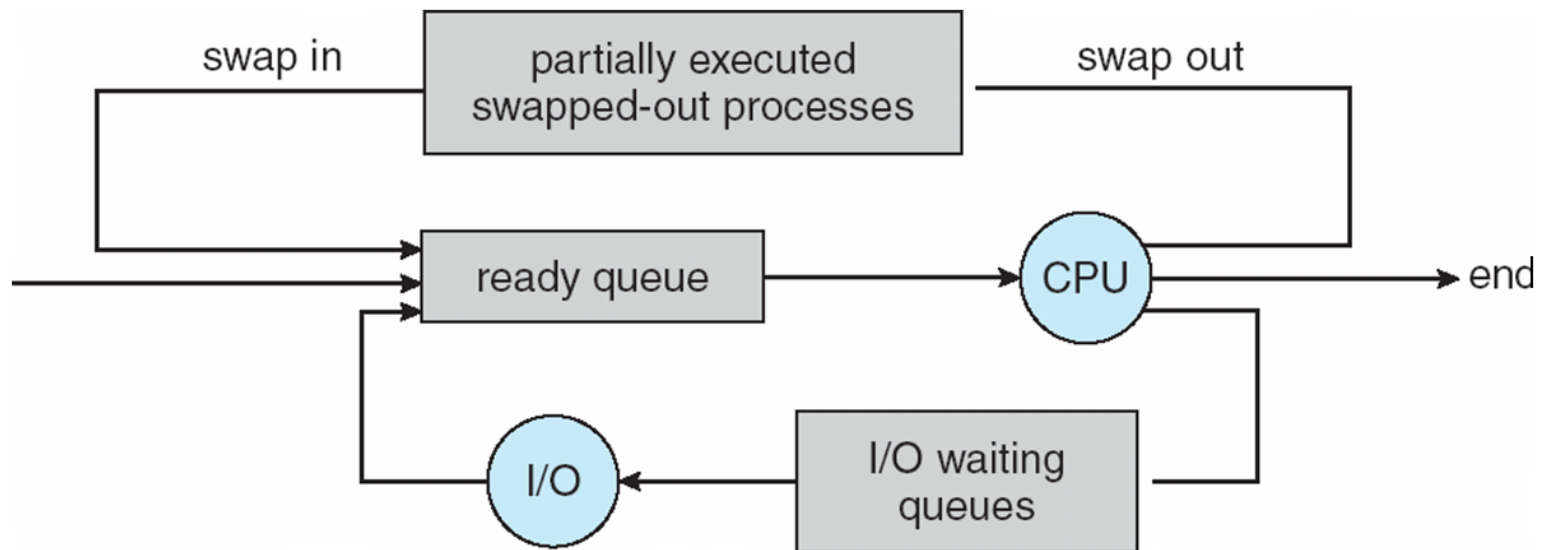 swap in
partially executed
swapped-out processes
swap out
ready queue
CPU
end
I/O
I/O waiting
queues